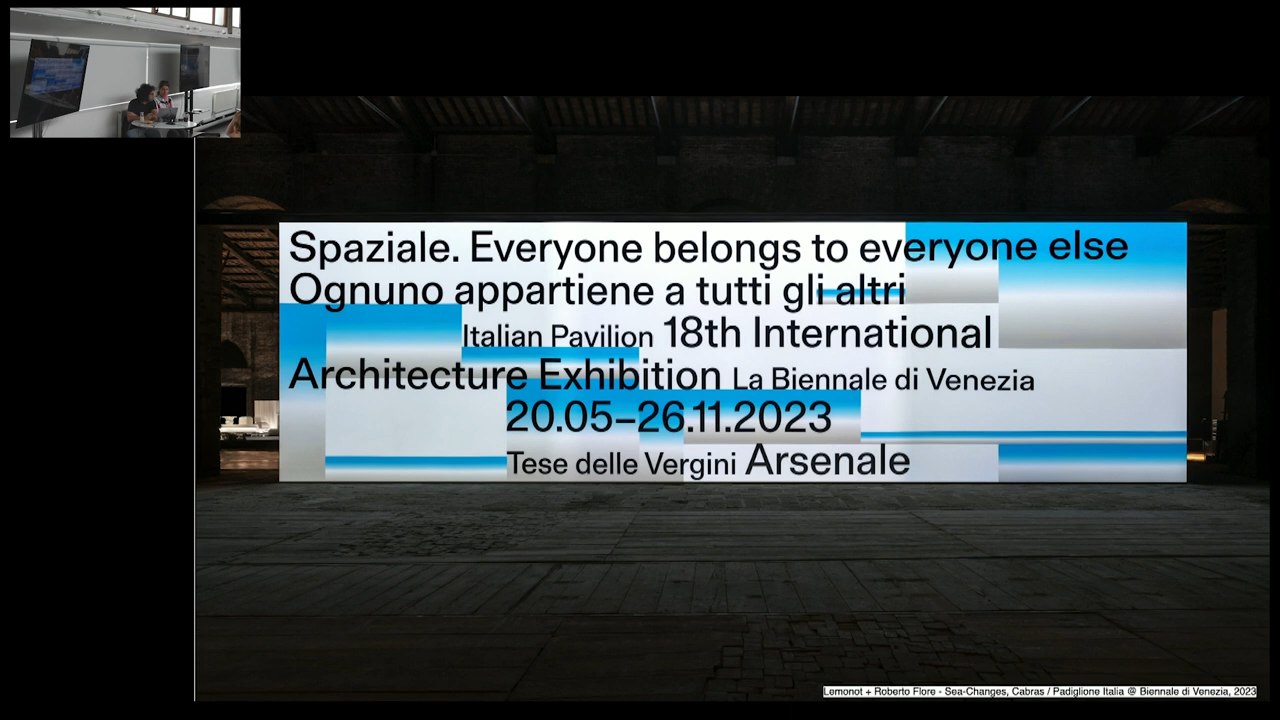 Spaziale. Everyone belongs to everyone else
Ognuno appartiene a tutti gli altri
Italian Pavilion 18th International
Architecture Exhibition La Biennale di Venezia
20.05–26.11.2023
Tese delle Vergini Arsenale
Lemonot + Roberto Flore - Sea-Changes, Cabras / Padiglione Italia @ Biennale di Venezia, 2023